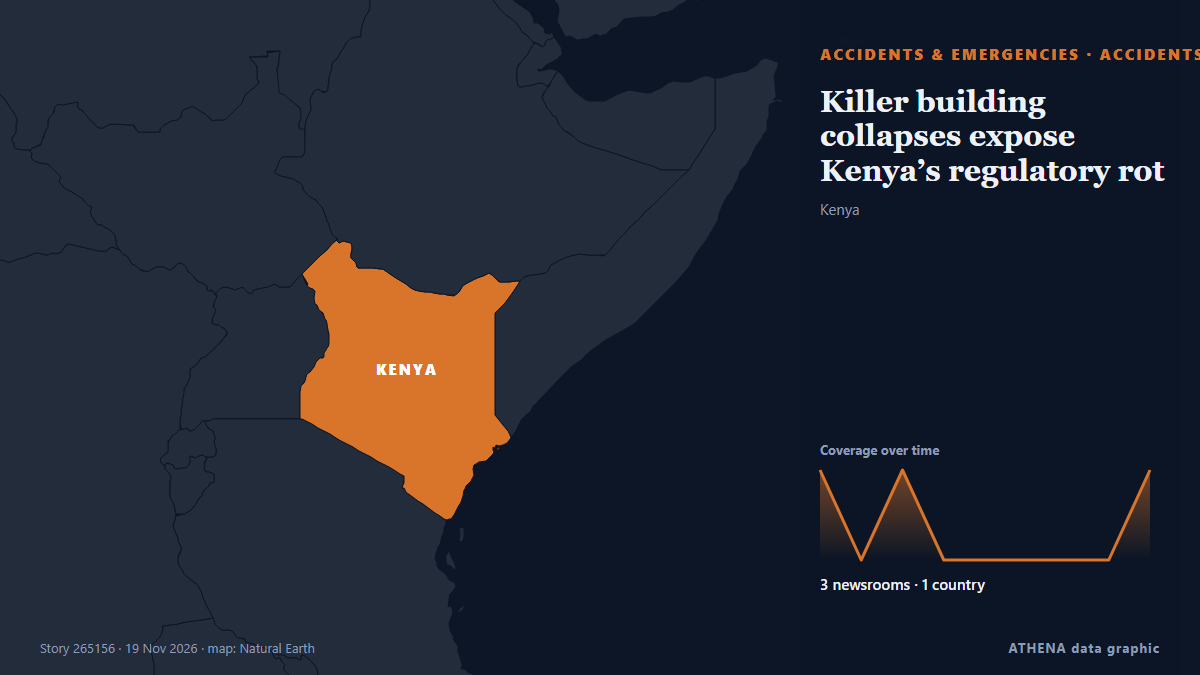 ACCIDENTS & EMERGENCIES · ACCIDENTS
Killer building
collapses expose
Kenya’s regulatory rot
Kenya
KENYA
Coverage over time
3 newsrooms · 1 country
Story 265156 · 19 Nov 2026 · map: Natural Earth
ATHENA data graphic